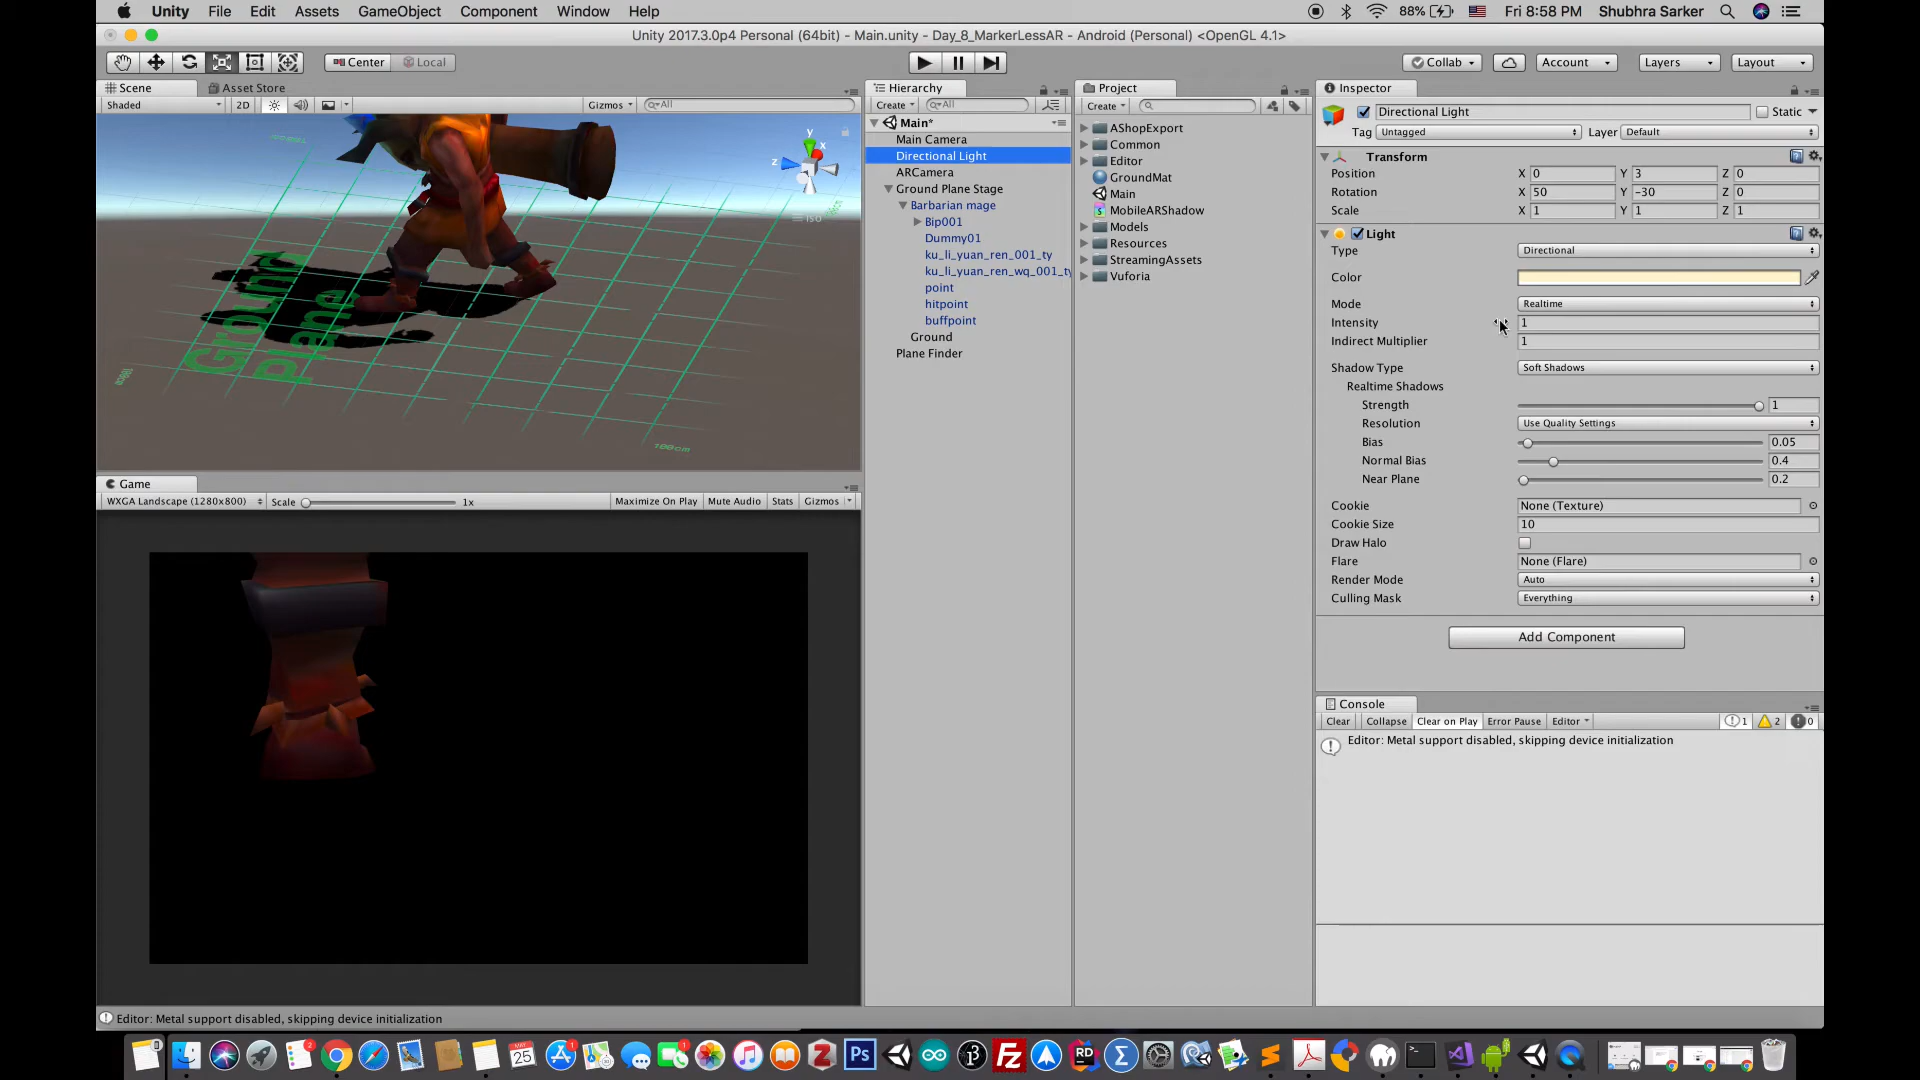 Unity File Edit Assets GameObject Component Window Help 88% Fri 8:58 PM Shubhra Sarker
Unity 2017.3.0p4 Personal (64bit) - Main.unity - Day_8_MarkerLessAR - Android (Personal) <OpenGL 4.1>
Center Local Collab Account Layers Layout
Scene Asset Store
Shaded 2D Gizmos All
y
x
z
Iso
Ground
Plane
100cm
Game
WXGA Landscape (1280x800) Scale 1x Maximize On Play Mute Audio Stats Gizmos
Hierarchy
Create All
Main*
Main Camera
Directional Light
ARCamera
Ground Plane Stage
Barbarian mage
Bip001
Dummy01
ku_li_yuan_ren_001_ty
ku_li_yuan_ren_wq_001_ty
point
hitpoint
buffpoint
Ground
Plane Finder
Project
Create
AShopExport
Common
Editor
GroundMat
Main
MobileARShadow
Models
Resources
StreamingAssets
Vuforia
Inspector
Directional Light Static
Tag Untagged Layer Default
Transform
Position X 0 Y 3 Z 0
Rotation X 50 Y -30 Z 0
Scale X 1 Y 1 Z 1
Light
Type Directional
Color
Mode Realtime
Intensity 1
Indirect Multiplier 1
Shadow Type Soft Shadows
Realtime Shadows
Strength 1
Resolution Use Quality Settings
Bias 0.05
Normal Bias 0.4
Near Plane 0.2
Cookie None (Texture)
Cookie Size 10
Draw Halo
Flare None (Flare)
Render Mode Auto
Culling Mask Everything
Add Component
Console
Clear Collapse Clear on Play Error Pause Editor 1 2 0
Editor: Metal support disabled, skipping device initialization
Editor: Metal support disabled, skipping device initialization